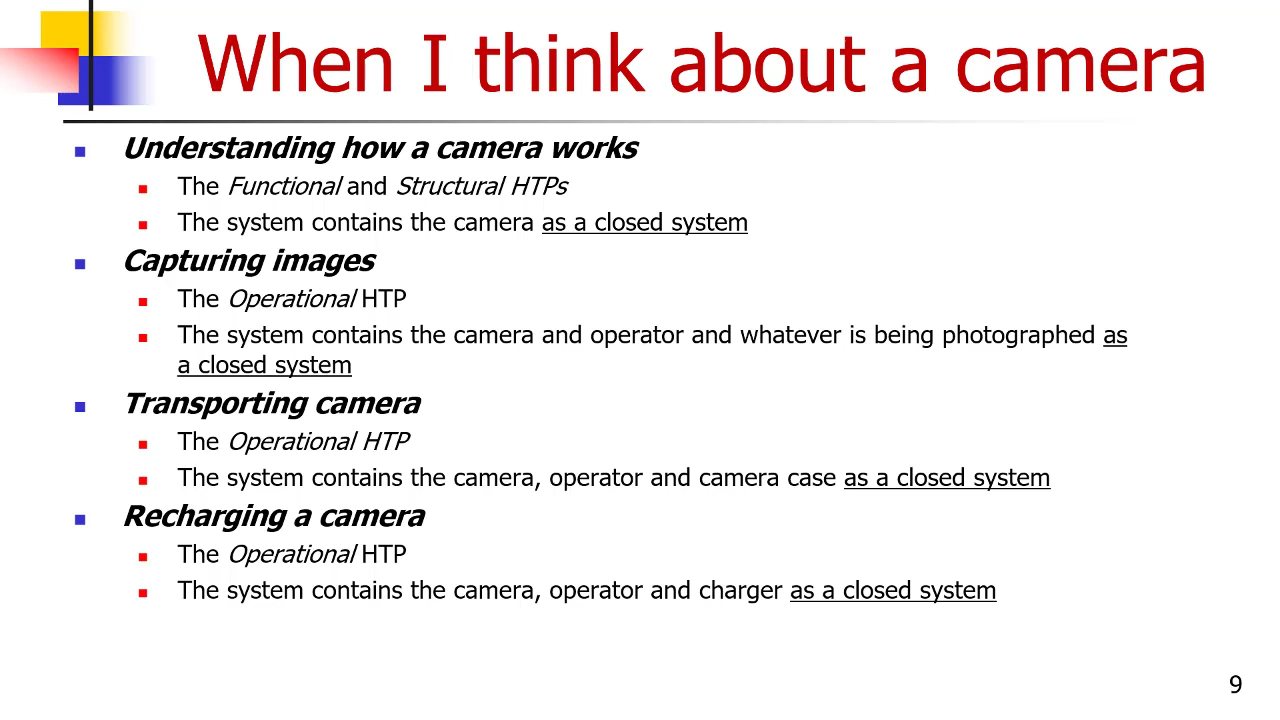 When I think about a camera
Understanding how a camera works
The Functional and Structural HTPs
The system contains the camera as a closed system
Capturing images
The Operational HTP
The system contains the camera and operator and whatever is being photographed as
a closed system
Transporting camera
The Operational HTP
The system contains the camera, operator and camera case as a closed system
Recharging a camera
The Operational HTP
The system contains the camera, operator and charger as a closed system
9